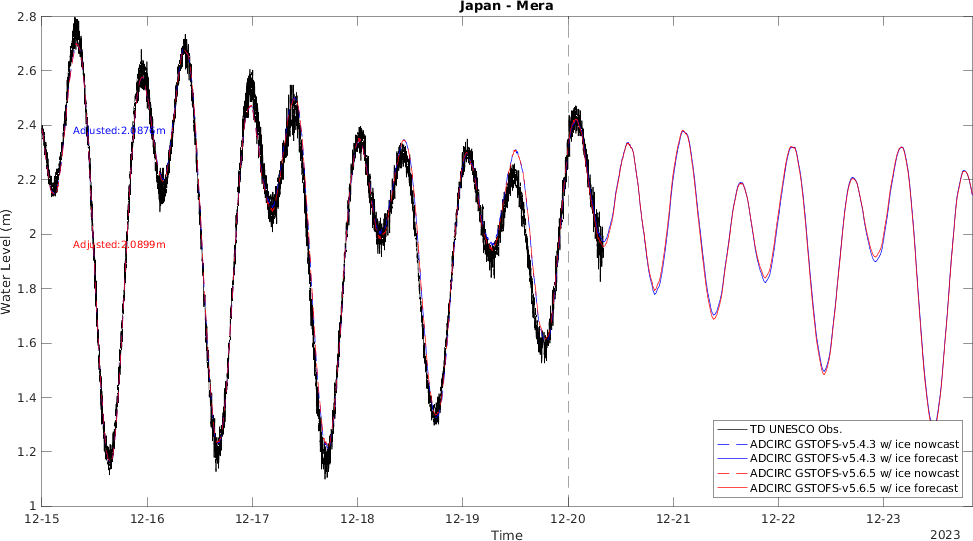 Japan - Mera
2.8
2.6
2.4
2.2
2
1.8
1.6
1.4
1.2
1
Water Level (m)
Adjusted:2.0876m
Adjusted:2.0899m
TD UNESCO Obs.
ADCIRC GSTOFS-v5.4.3 w/ ice nowcast
ADCIRC GSTOFS-v5.4.3 w/ ice forecast
ADCIRC GSTOFS-v5.6.5 w/ ice nowcast
ADCIRC GSTOFS-v5.6.5 w/ ice forecast
12-15 12-16 12-17 12-18 12-19 12-20 12-21 12-22 12-23
Time
2023